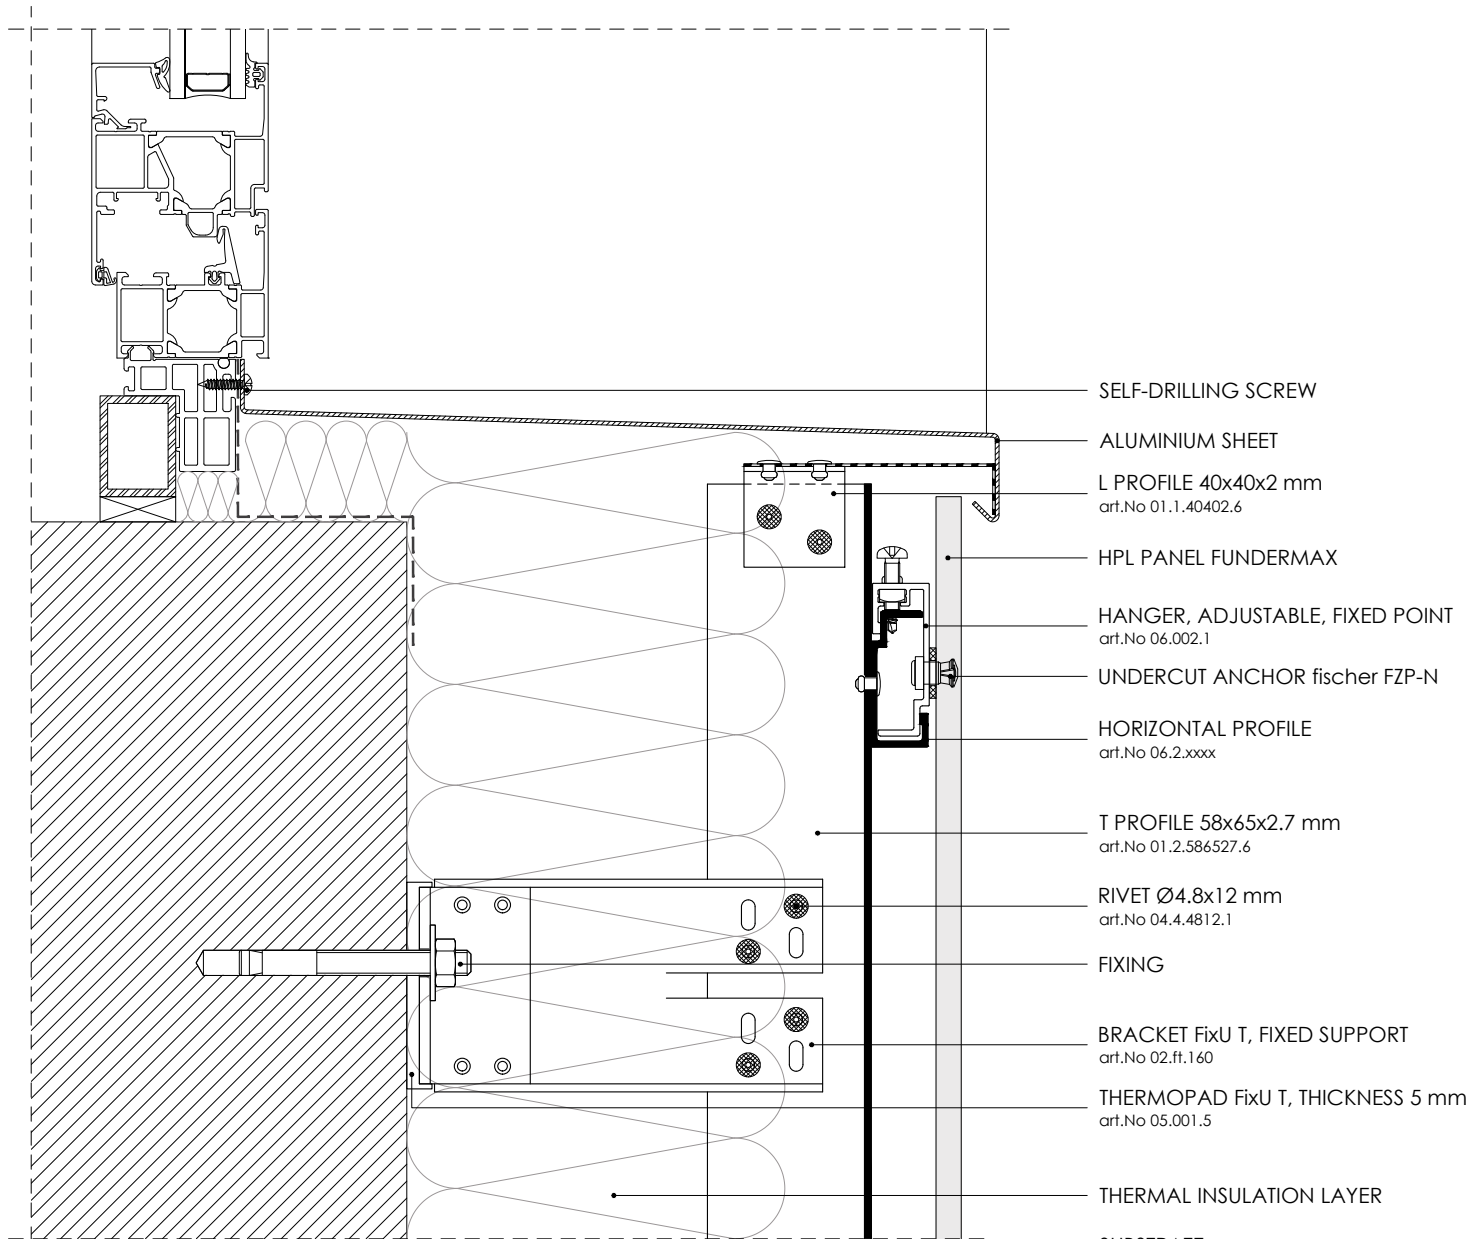 SELF-DRILLING SCREW
ALUMINIUM SHEET
L PROFILE 40x40x2 mm
art.No 01.1.40402.6
HPL PANEL FUNDERMAX
HANGER, ADJUSTABLE, FIXED POINT
art.No 06.002.1
UNDERCUT ANCHOR fischer FZP-N
HORIZONTAL PROFILE
art.No 06.2.xxxx
T PROFILE 58x65x2.7 mm
art.No 01.2.586527.6
RIVET Ø4.8x12 mm
art.No 04.4.4812.1
FIXING
BRACKET FixU T, FIXED SUPPORT
art.No 02.ft.160
THERMOPAD FixU T, THICKNESS 5 mm
art.No 05.001.5
THERMAL INSULATION LAYER